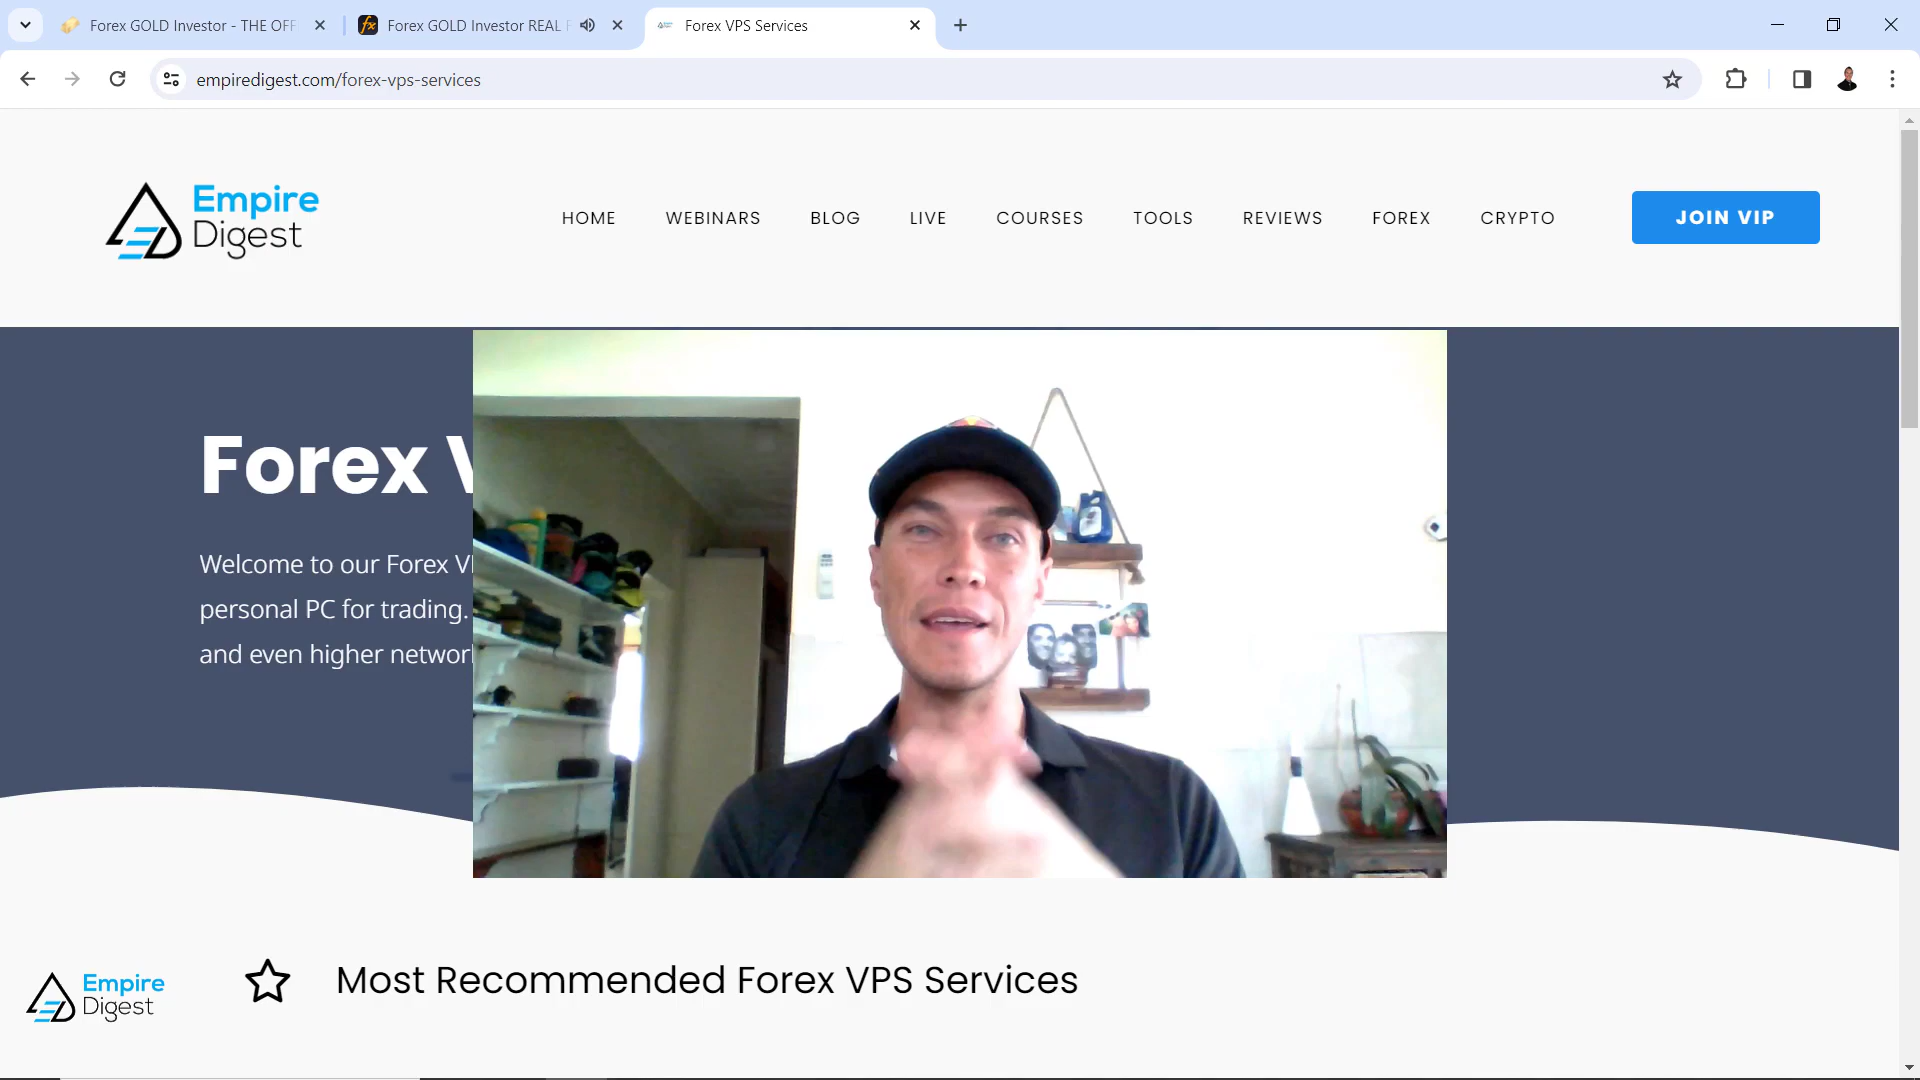 Forex GOLD Investor - THE OFF
Forex GOLD Investor REAL F
Forex VPS Services
empiredigest.com/forex-vps-services
Empire
Digest
HOME
WEBINARS
BLOG
LIVE
COURSES
TOOLS
REVIEWS
FOREX
CRYPTO
JOIN VIP
Forex
Welcome to our Forex
personal PC for trading.
and even higher
Most Recommended Forex VPS Services
Empire
Digest